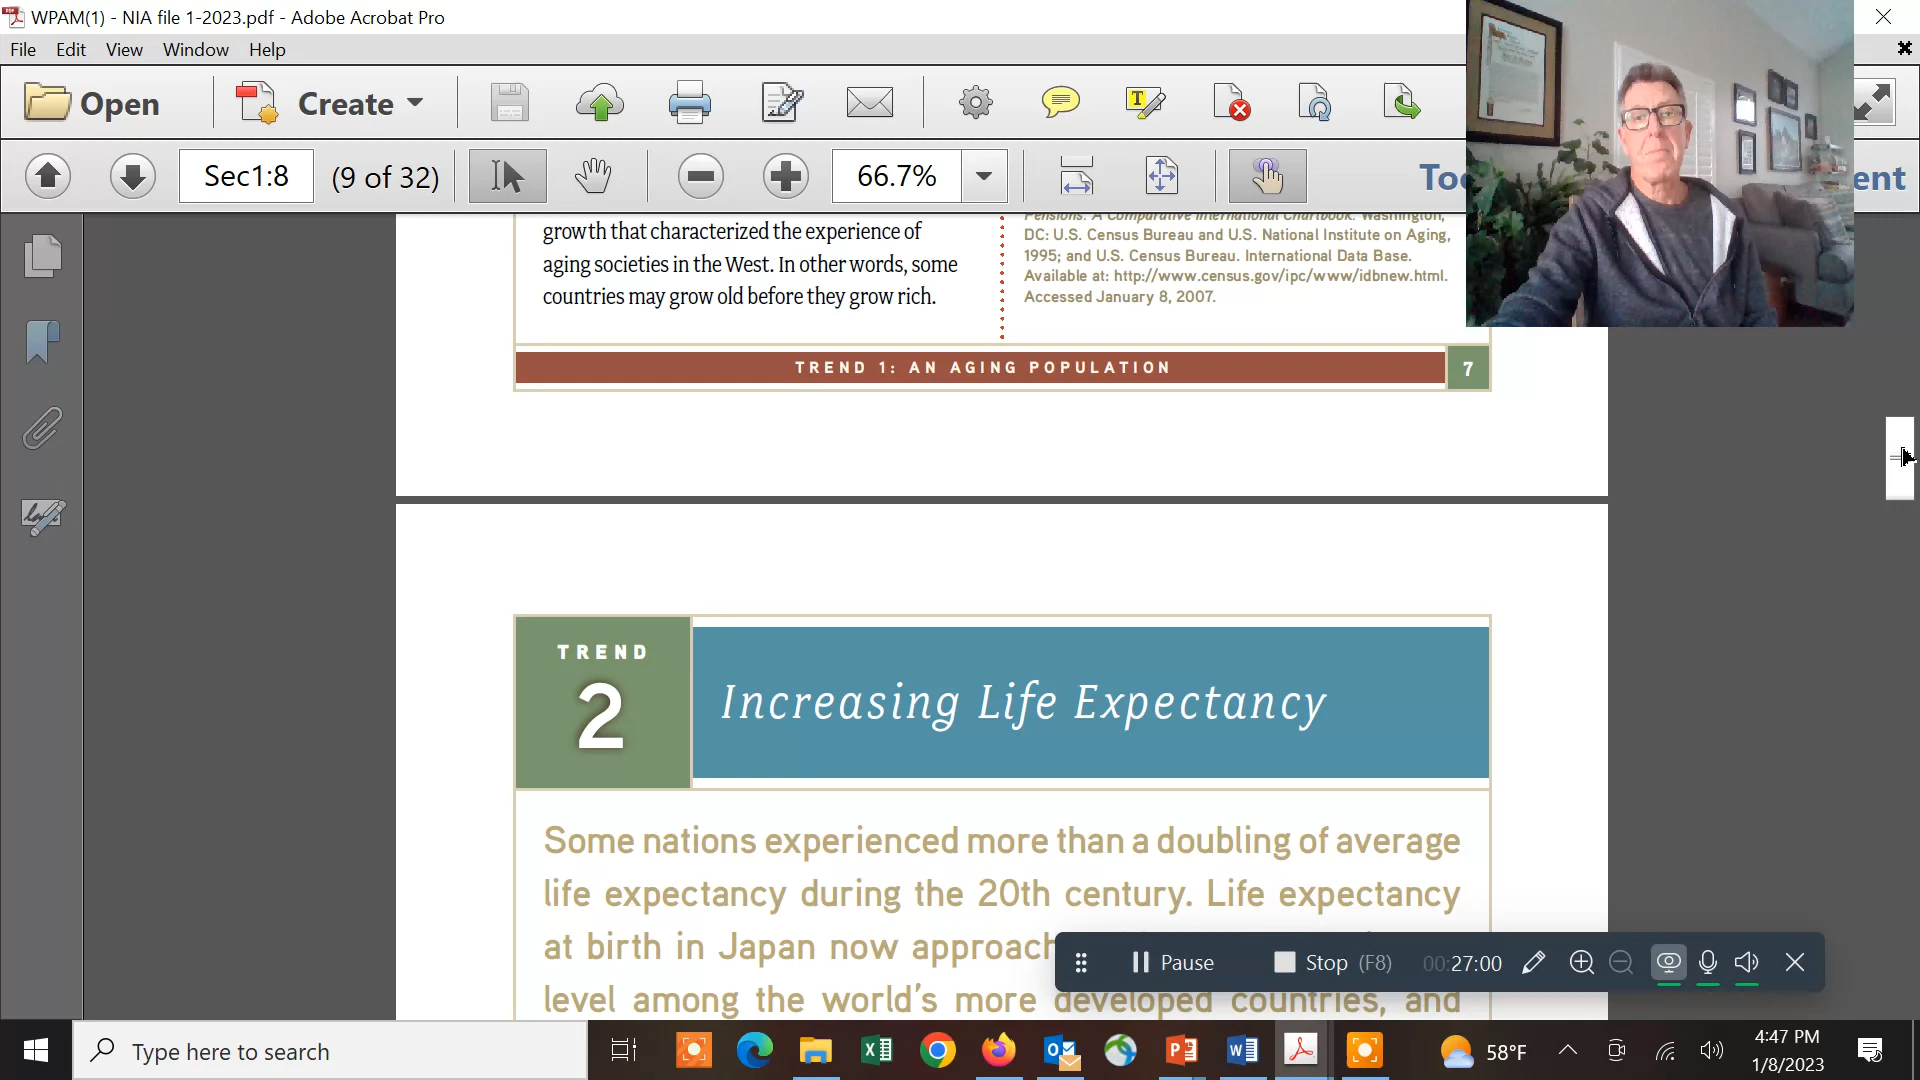 WPAM(1) - NIA file 1-2023.pdf - Adobe Acrobat Pro
File Edit View Window Help
Open Create
Sec1:8 (9 of 32) 66.7% Too ent
growth that characterized the experience of
aging societies in the West. In other words, some
countries may grow old before they grow rich.
Pensions: A Comparative International Chartbook. Washington,
DC: U.S. Census Bureau and U.S. National Institute on Aging,
1995; and U.S. Census Bureau. International Data Base.
Available at: http://www.census.gov/ipc/www/idbnew.html.
Accessed January 8, 2007.
TREND 1: AN AGING POPULATION 7
TREND
2
Increasing Life Expectancy
Some nations experienced more than a doubling of average
life expectancy during the 20th century. Life expectancy
at birth in Japan now approach
level among the world's more developed countries, and
Pause Stop (F8) 00:27:00
Type here to search
58°F
4:47 PM
1/8/2023